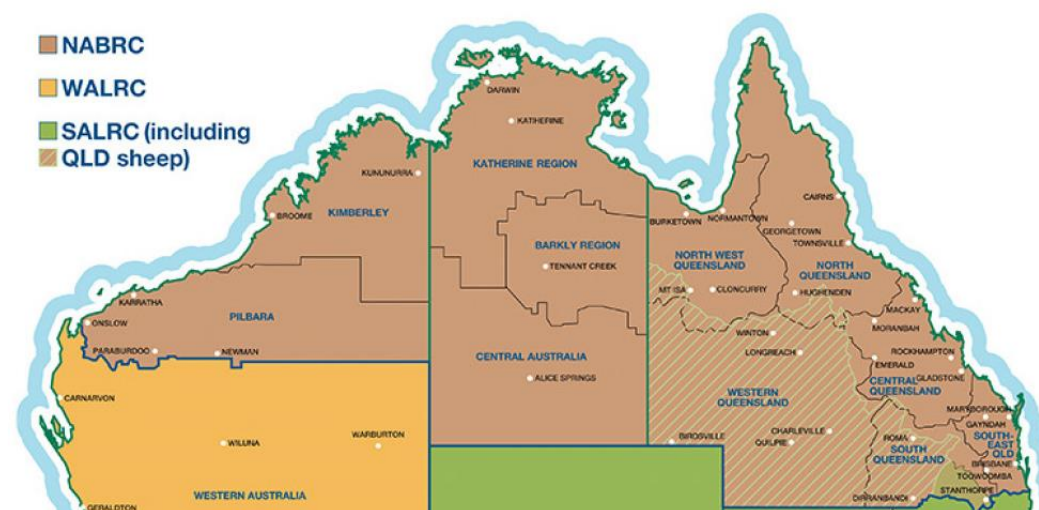 NABRC
WALRC
SALRC (including
QLD sheep)
DARWIN
KATHERINE
KATHERINE REGION
KUNUNURRA
KIMBERLEY
BROOME
BARKLY REGION
TENNANT CREEK
KARRATHA
ONSLOW
PILBARA
PARABURDOO
NEWMAN
CENTRAL AUSTRALIA
ALICE SPRINGS
CARNARVON
WILUNA
WARBURTON
WESTERN AUSTRALIA
GERALDTON
CAIRNS
BURKETOWN
NORMANTOWN
GEORGETOWN
TOWNSVILLE
NORTH WEST
QUEENSLAND
NORTH
QUEENSLAND
MT ISA
CLONCURRY
HUGHENDEN
MACKAY
MORANBAH
WINTON
LONGREACH
ROCKHAMPTON
EMERALD
GLADSTONE
CENTRAL
QUEENSLAND
WESTERN
QUEENSLAND
MARYBOROUGH
GAYNDAH
BIRDSVILLE
CHARLEVILLE
QUILPIE
ROMA
SOUTH
QUEENSLAND
SOUTH-
EAST
QLD
BRISBANE
TOOWOOMBA
STANTHORPE
DIRRANBANDI